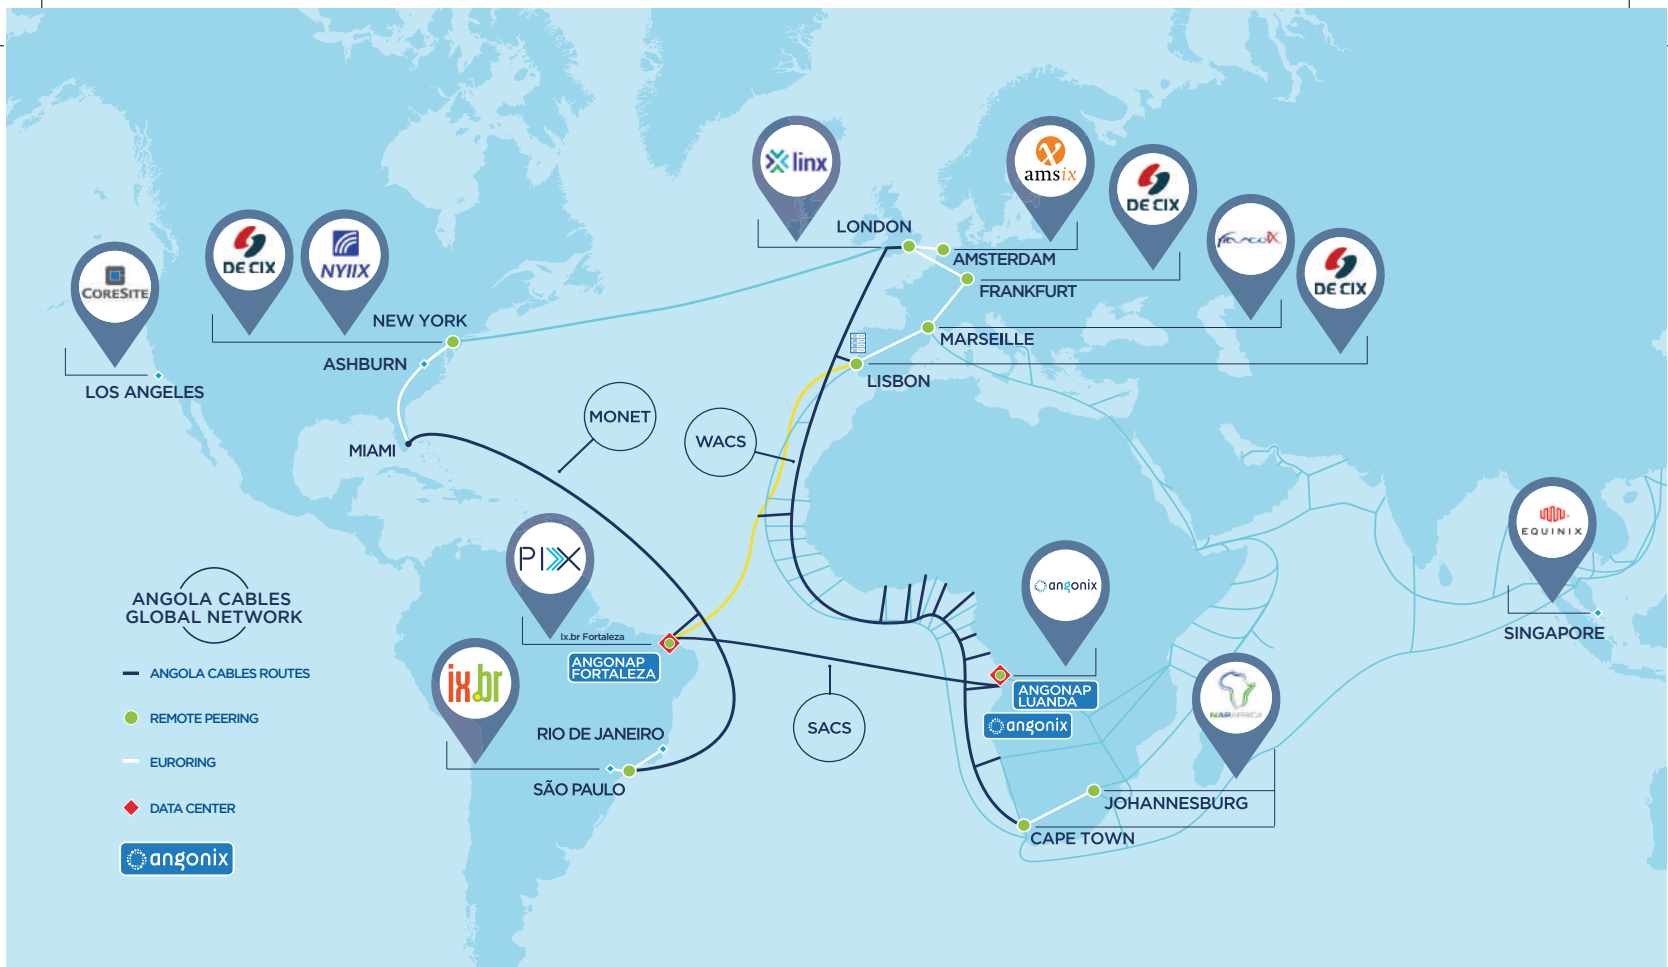 linx
amsix
DE CIX
DE CIX
NYIIX
CORESITE
FranceIX
DE CIX
LONDON
AMSTERDAM
FRANKFURT
NEW YORK
MARSEILLE
ASHBURN
LISBON
LOS ANGELES
MONET
WACS
MIAMI
EQUINIX
PIX
angonix
ANGOLA CABLES
GLOBAL NETWORK
Ix.br Fortaleza
SINGAPORE
ANGONAP
FORTALEZA
ANGOLA CABLES ROUTES
ix.br
ANGONAP
LUANDA
NAPAFRICA
REMOTE PEERING
angonix
SACS
RIO DE JANEIRO
EURORING
SÃO PAULO
JOHANNESBURG
DATA CENTER
CAPE TOWN
angonix